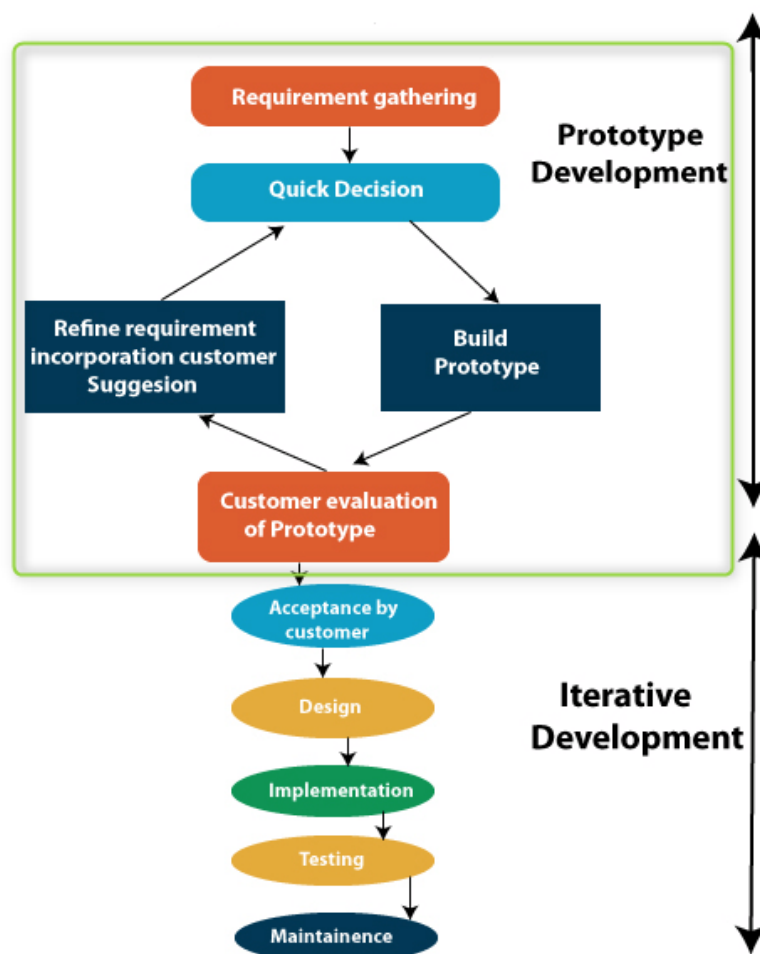 Requirement gathering
Prototype
Development
Quick Decision
Refine requirement
incorporation customer
Suggesion
Build
Prototype
Customer evaluation
of Prototype
Acceptance by
customer
Design
Iterative
Development
Implementation
Testing
Maintainence